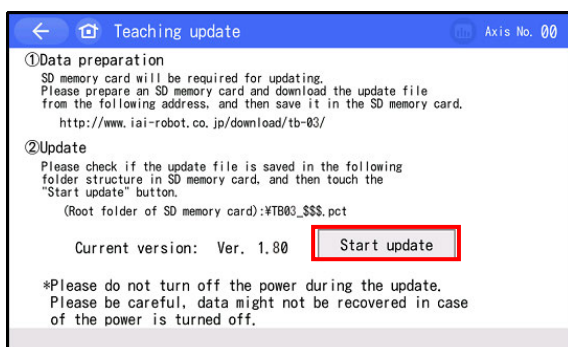 Teaching update
Axis No. 00
①Data preparation
SD memory card will be required for updating.
Please prepare an SD memory card and download the update file
from the following address, and then save it in the SD memory card.
http://www.iai-robot.co.jp/download/tb-03/
②Update
Please check if the update file is saved in the following
folder structure in SD memory card, and then touch the
"Start update" button.
(Root folder of SD memory card):¥TB03_$$$.pct
Current version: Ver. 1.80
Start update
*Please do not turn off the power during the update.
Please be careful, data might not be recovered in case
of the power is turned off.